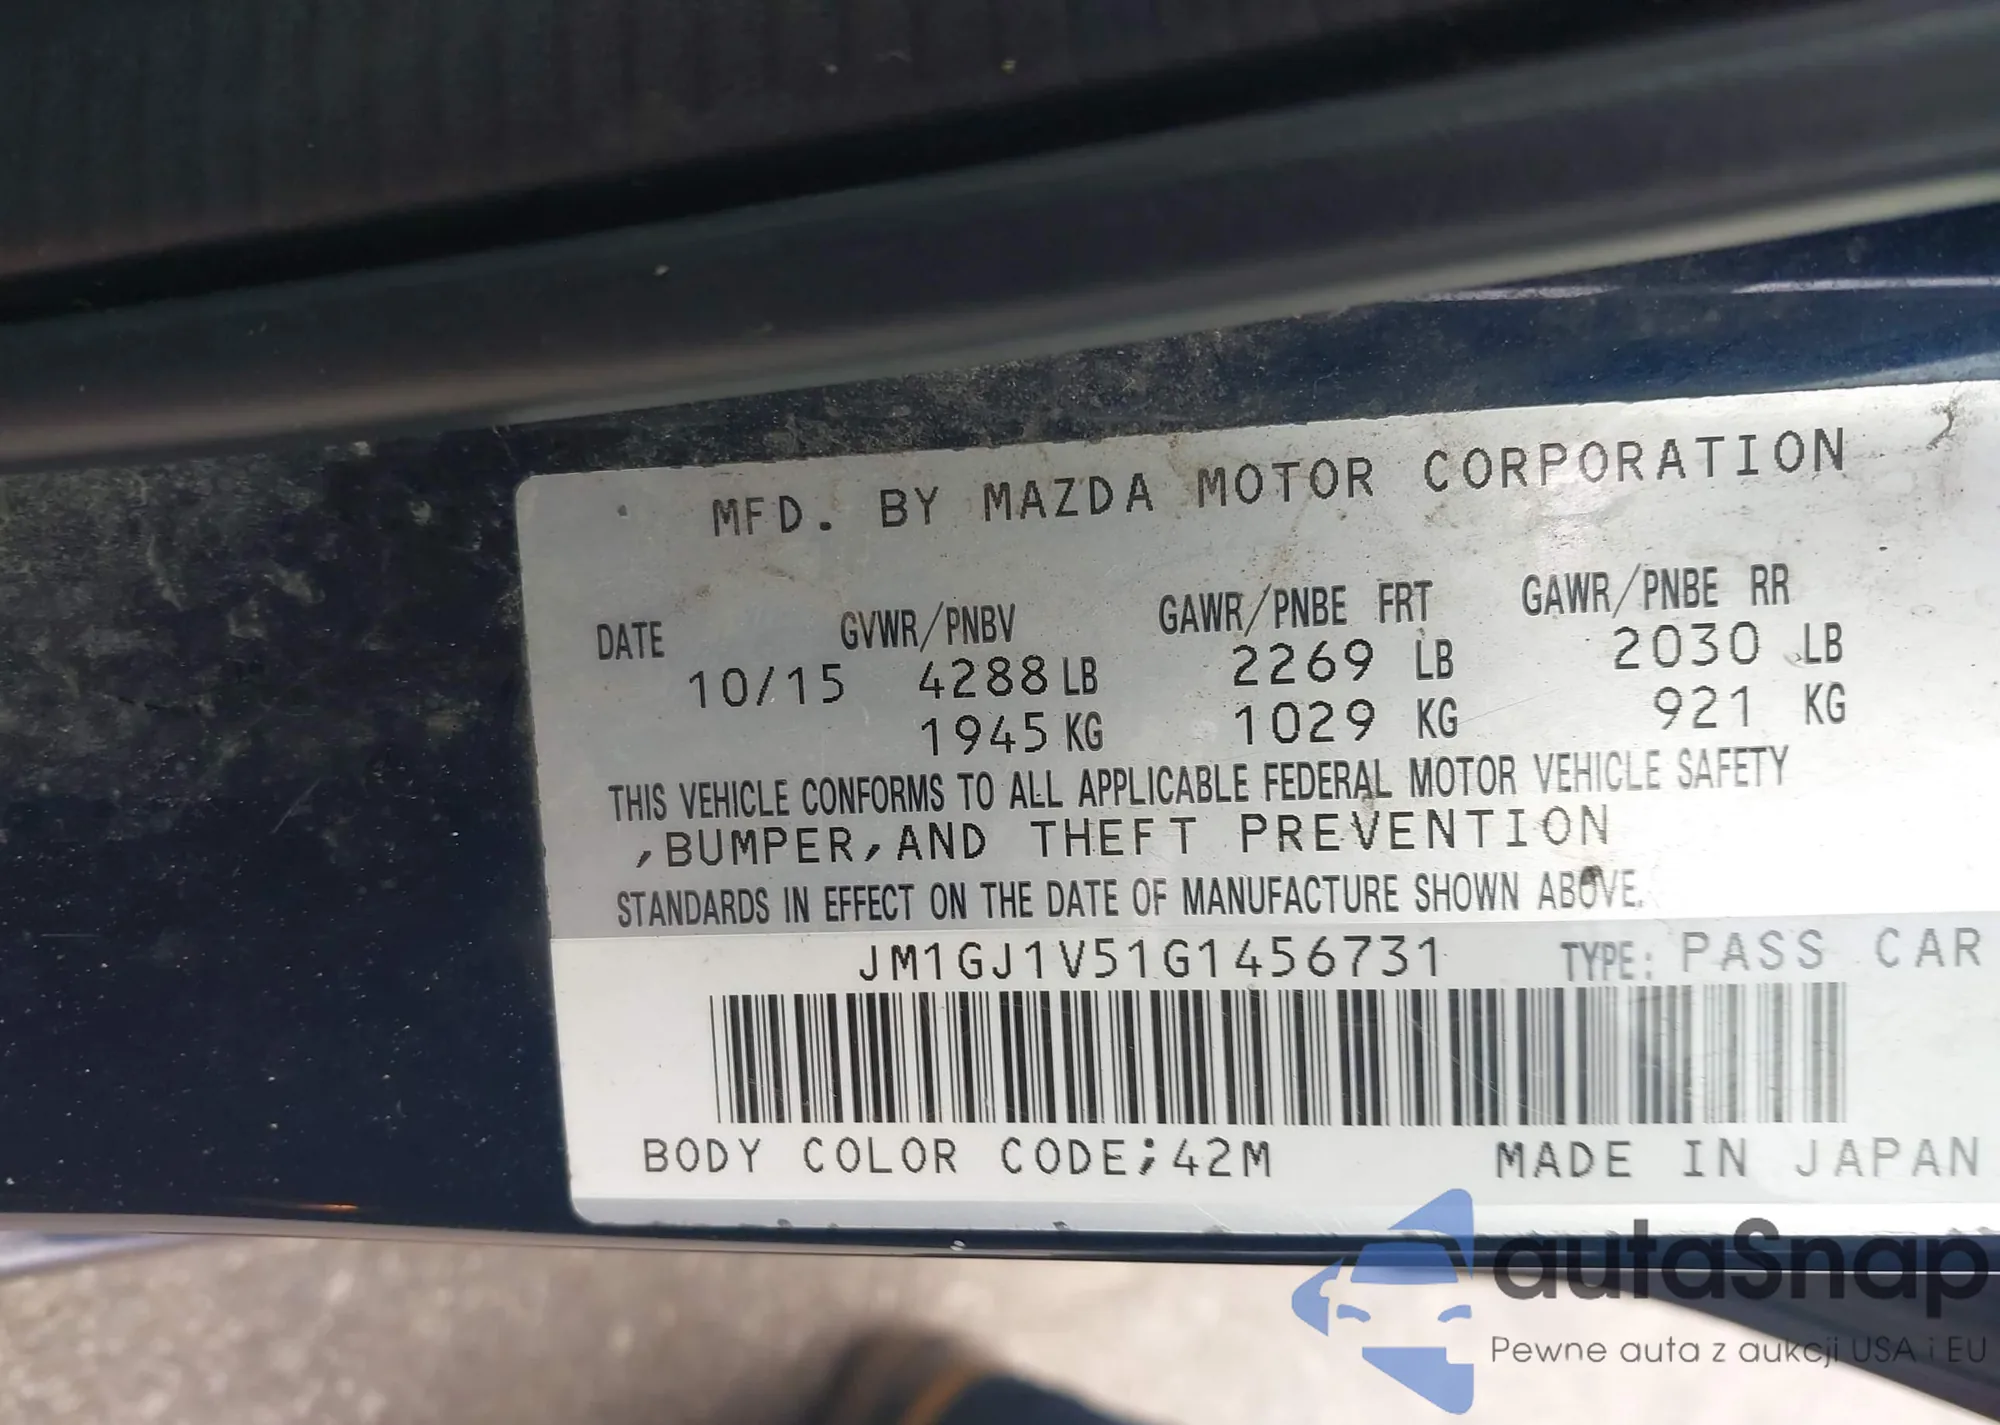 MFD. BY MAZDA MOTOR CORPORATION
DATE GVWR/PNBV GAWR/PNBE FRT GAWR/PNBE RR
10/15 4288 LB 2269 LB 2030 LB
1945 KG 1029 KG 921 KG
THIS VEHICLE CONFORMS TO ALL APPLICABLE FEDERAL MOTOR VEHICLE SAFETY
,BUMPER,AND THEFT PREVENTION
STANDARDS IN EFFECT ON THE DATE OF MANUFACTURE SHOWN ABOVE.
JM1GJ1V51G1456731 TYPE: PASS CAR
BODY COLOR CODE;42M MADE IN JAPAN
autaSnap
Pewne auta z aukcji USA i EU